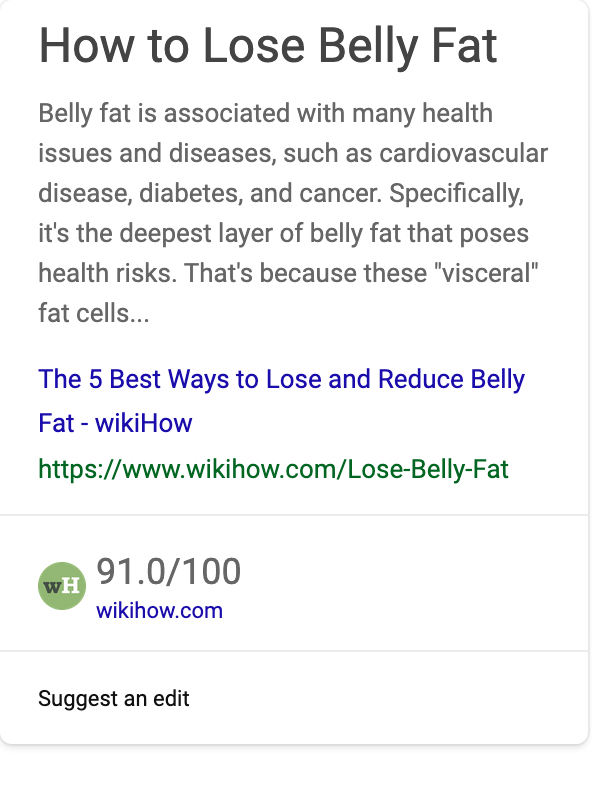 How to Lose Belly Fat
Belly fat is associated with many health
issues and diseases, such as cardiovascular
disease, diabetes, and cancer. Specifically,
it's the deepest layer of belly fat that poses
health risks. That's because these "visceral"
fat cells...
The 5 Best Ways to Lose and Reduce Belly
Fat - wikiHow
https://www.wikihow.com/Lose-Belly-Fat
wH
91.0/100
wikihow.com
Suggest an edit